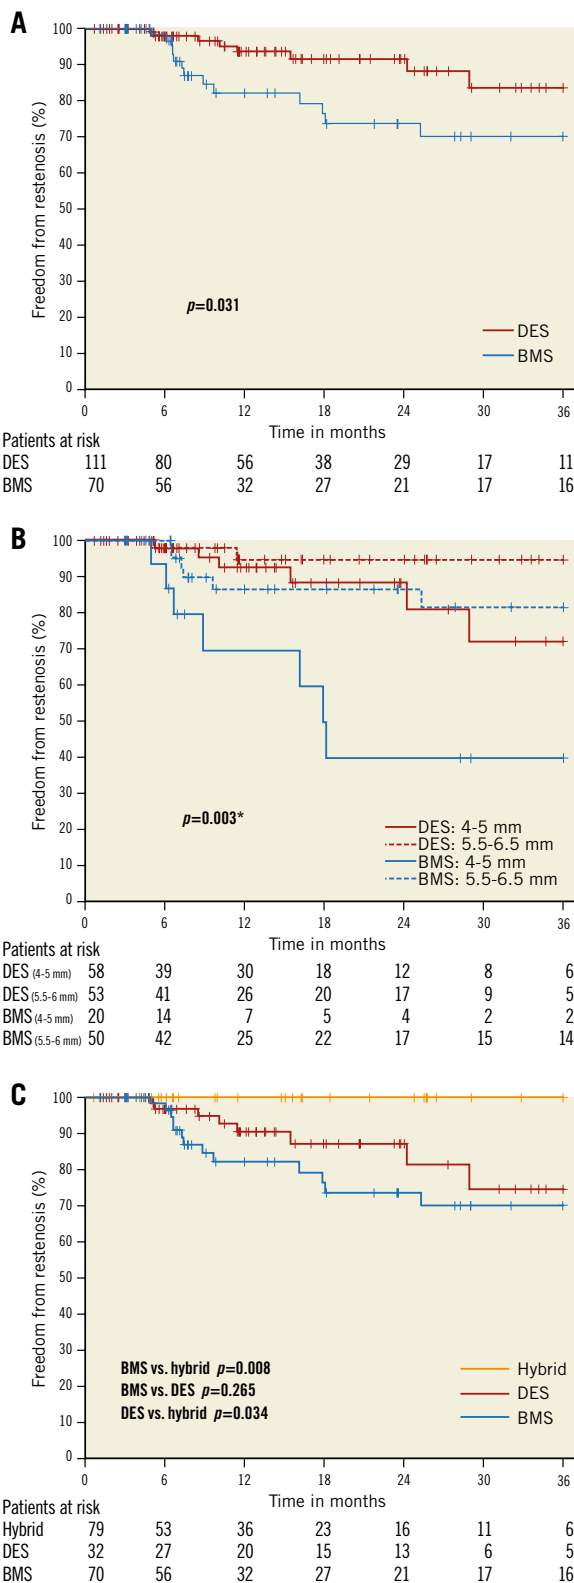 A
Freedom from restenosis (%)
100
90
80
70
60
50
40
30
20
10
0
p=0.031
DES
BMS
0 6 12 18 24 30 36
Time in months
Patients at risk
DES 111 80 56 38 29 17 11
BMS 70 56 32 27 21 17 16
B
Freedom from restenosis (%)
100
90
80
70
60
50
40
30
20
10
0
p=0.003*
DES: 4-5 mm
DES: 5.5-6.5 mm
BMS: 4-5 mm
BMS: 5.5-6.5 mm
0 6 12 18 24 30 36
Time in months
Patients at risk
DES (4-5 mm) 58 39 30 18 12 8 6
DES (5.5-6 mm) 53 41 26 20 17 9 5
BMS (4-5 mm) 20 14 7 5 4 2 2
BMS (5.5-6 mm) 50 42 25 22 17 15 14
C
Freedom from restenosis (%)
100
90
80
70
60
50
40
30
20
10
0
BMS vs. hybrid p=0.008
BMS vs. DES p=0.265
DES vs. hybrid p=0.034
Hybrid
DES
BMS
0 6 12 18 24 30 36
Time in months
Patients at risk
Hybrid 79 53 36 23 16 11 6
DES 32 27 20 15 13 6 5
BMS 70 56 32 27 21 17 16